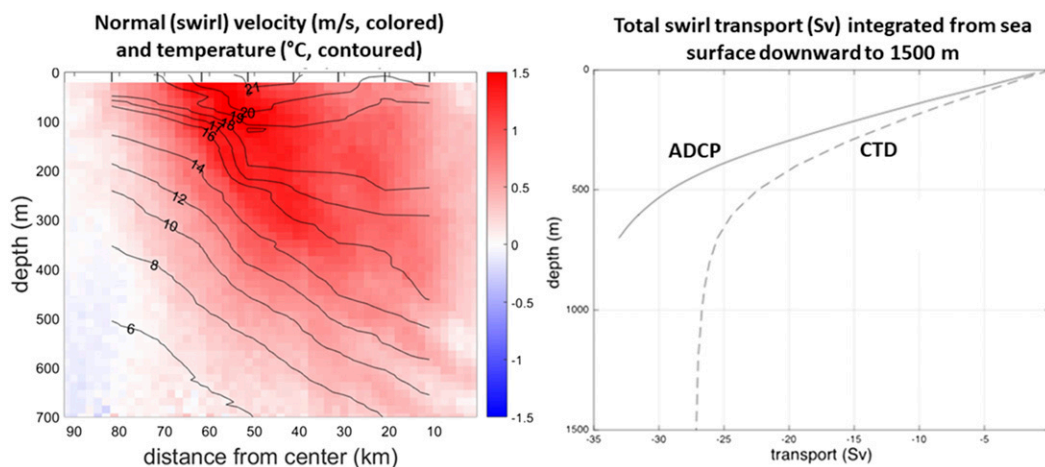 Normal (swirl) velocity (m/s, colored)
and temperature (°C, contoured)
0
100
200
300
400
500
600
700
depth (m)
90 80 70 60 50 40 30 20 10
distance from center (km)
21
20
19
18
17
16
14
12
10
8
6
1.5
1
0.5
0
-0.5
-1
-1.5
Total swirl transport (Sv) integrated from sea
surface downward to 1500 m
0
500
1000
1500
depth (m)
ADCP
CTD
-35 -30 -25 -20 -15 -10 -5
transport (Sv)